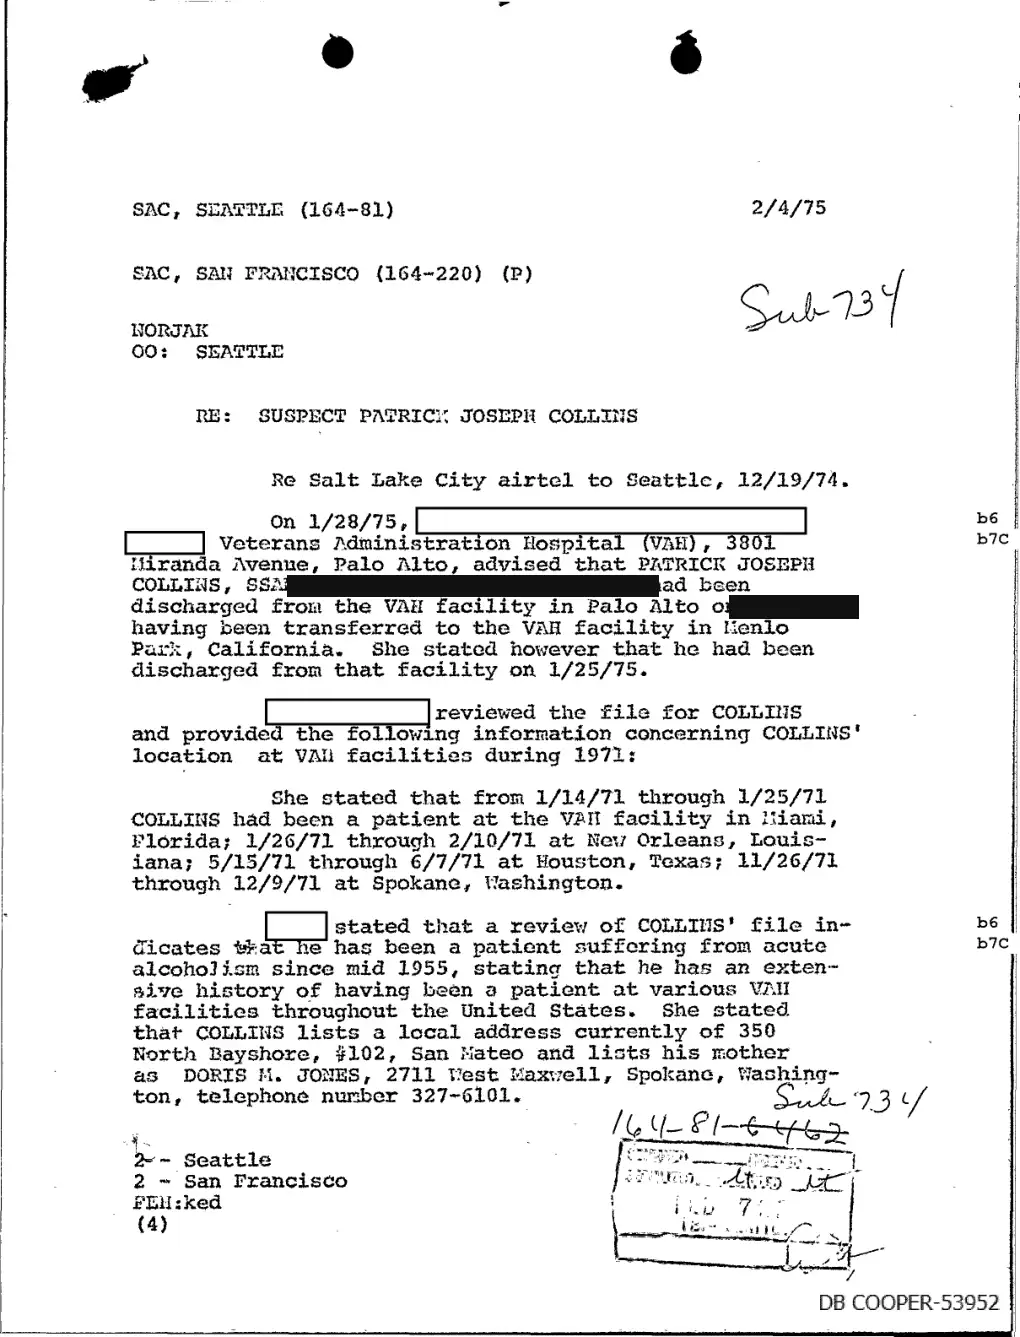 SAC, SEATTLE (164-81) 2/4/75
SAC, SAN FRANCISCO (164-220) (P)
Sub 734
NORJAK
OO: SEATTLE
RE: SUSPECT PATRICK JOSEPH COLLINS
Re Salt Lake City airtel to Seattle, 12/19/74.
On 1/28/75,
b6
Veterans Administration Hospital (VAH), 3801
b7C
Miranda Avenue, Palo Alto, advised that PATRICK JOSEPH
COLLINS, SSA ad been
discharged from the VAH facility in Palo Alto o
having been transferred to the VAH facility in Menlo
Park, California. She stated however that he had been
discharged from that facility on 1/25/75.
reviewed the file for COLLINS
and provided the following information concerning COLLINS'
location at VAH facilities during 1971:
She stated that from 1/14/71 through 1/25/71
COLLINS had been a patient at the VAH facility in Miami,
Florida; 1/26/71 through 2/10/71 at New Orleans, Louis-
iana; 5/15/71 through 6/7/71 at Houston, Texas; 11/26/71
through 12/9/71 at Spokane, Washington.
stated that a review of COLLINS' file in-
b6
dicates that he has been a patient suffering from acute
b7C
alcoholism since mid 1955, stating that he has an exten-
sive history of having been a patient at various VAH
facilities throughout the United States. She stated
that COLLINS lists a local address currently of 350
North Bayshore, #102, San Mateo and lists his mother
as DORIS M. JONES, 2711 West Maxwell, Spokane, Washing-
ton, telephone number 327-6101.
Sub 734
164-81-6462
2 - Seattle
2 - San Francisco
FEH:ked
(4)
DB COOPER-53952